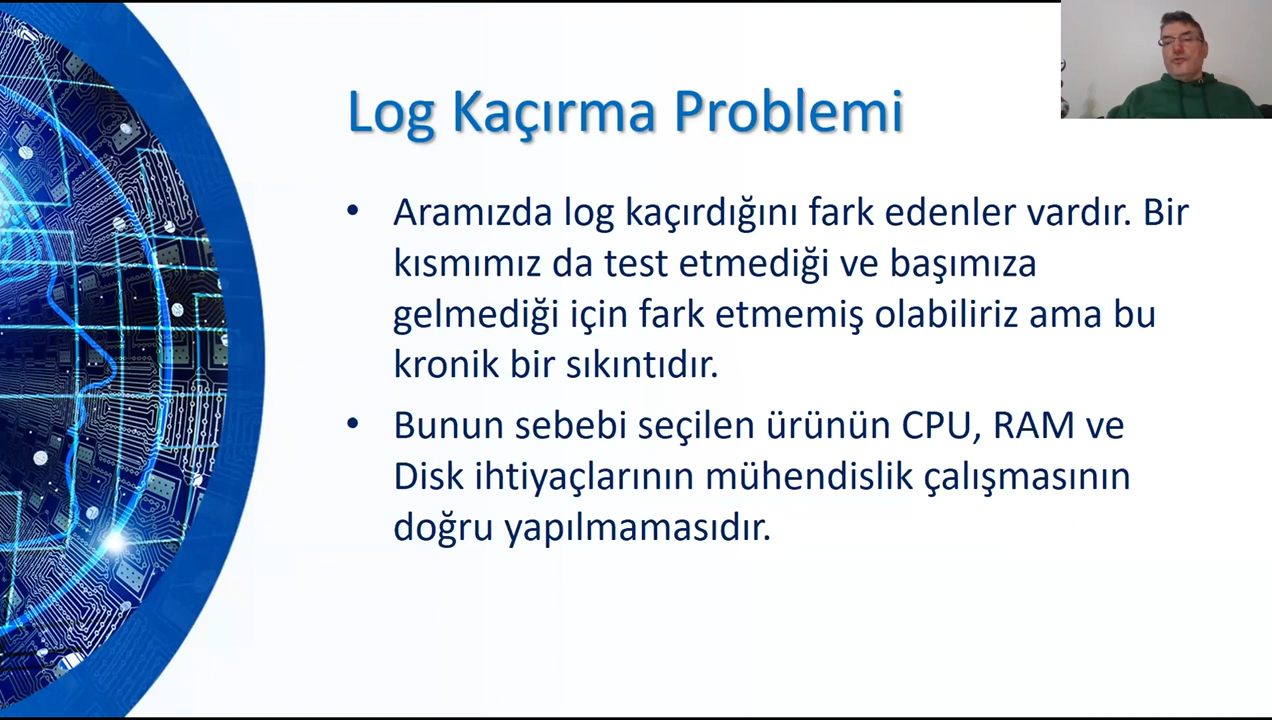 Log Kaçırma Problemi
• Aramızda log kaçırdığını fark edenler vardır. Bir
kısmımız da test etmediği ve başımıza
gelmediği için fark etmemiş olabiliriz ama bu
kronik bir sıkıntıdır.
• Bunun sebebi seçilen ürünün CPU, RAM ve
Disk ihtiyaçlarının mühendislik çalışmasının
doğru yapılmamasıdır.